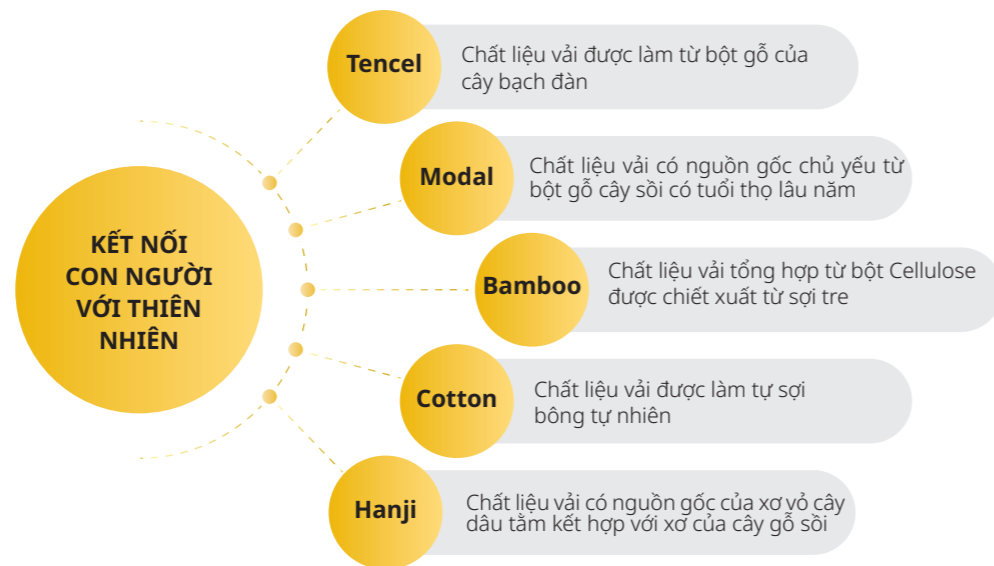 Tencel
Chất liệu vải được làm từ bột gỗ của
cây bạch đàn
Modal
Chất liệu vải có nguồn gốc chủ yếu từ
bột gỗ cây sồi có tuổi thọ lâu năm
KẾT NỐI
CON NGƯỜI
VỚI THIÊN
NHIÊN
Bamboo
Chất liệu vải tổng hợp từ bột Cellulose
được chiết xuất từ sợi tre
Cotton
Chất liệu vải được làm tự sợi
bông tự nhiên
Hanji
Chất liệu vải có nguồn gốc của xơ vỏ cây
dâu tằm kết hợp với xơ của cây gỗ sồi